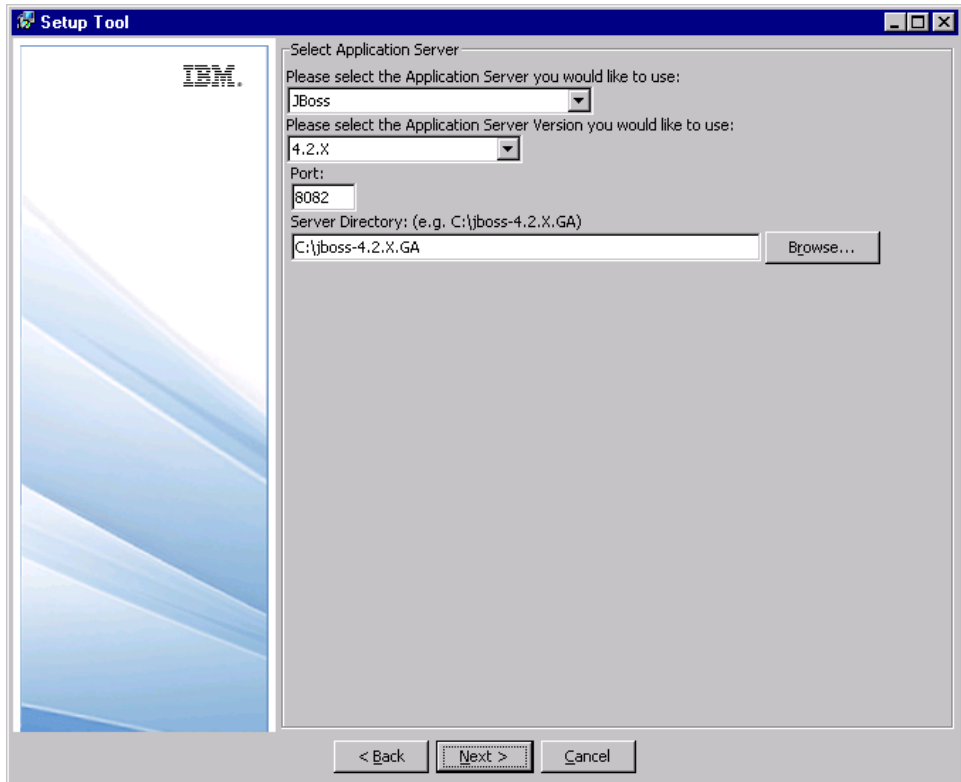 Setup Tool
IBM.
Select Application Server
Please select the Application Server you would like to use:
JBoss
Please select the Application Server Version you would like to use:
4.2.X
Port:
8082
Server Directory: (e.g. C:\jboss-4.2.X.GA)
C:\jboss-4.2.X.GA
Browse...
< Back
Next >
Cancel